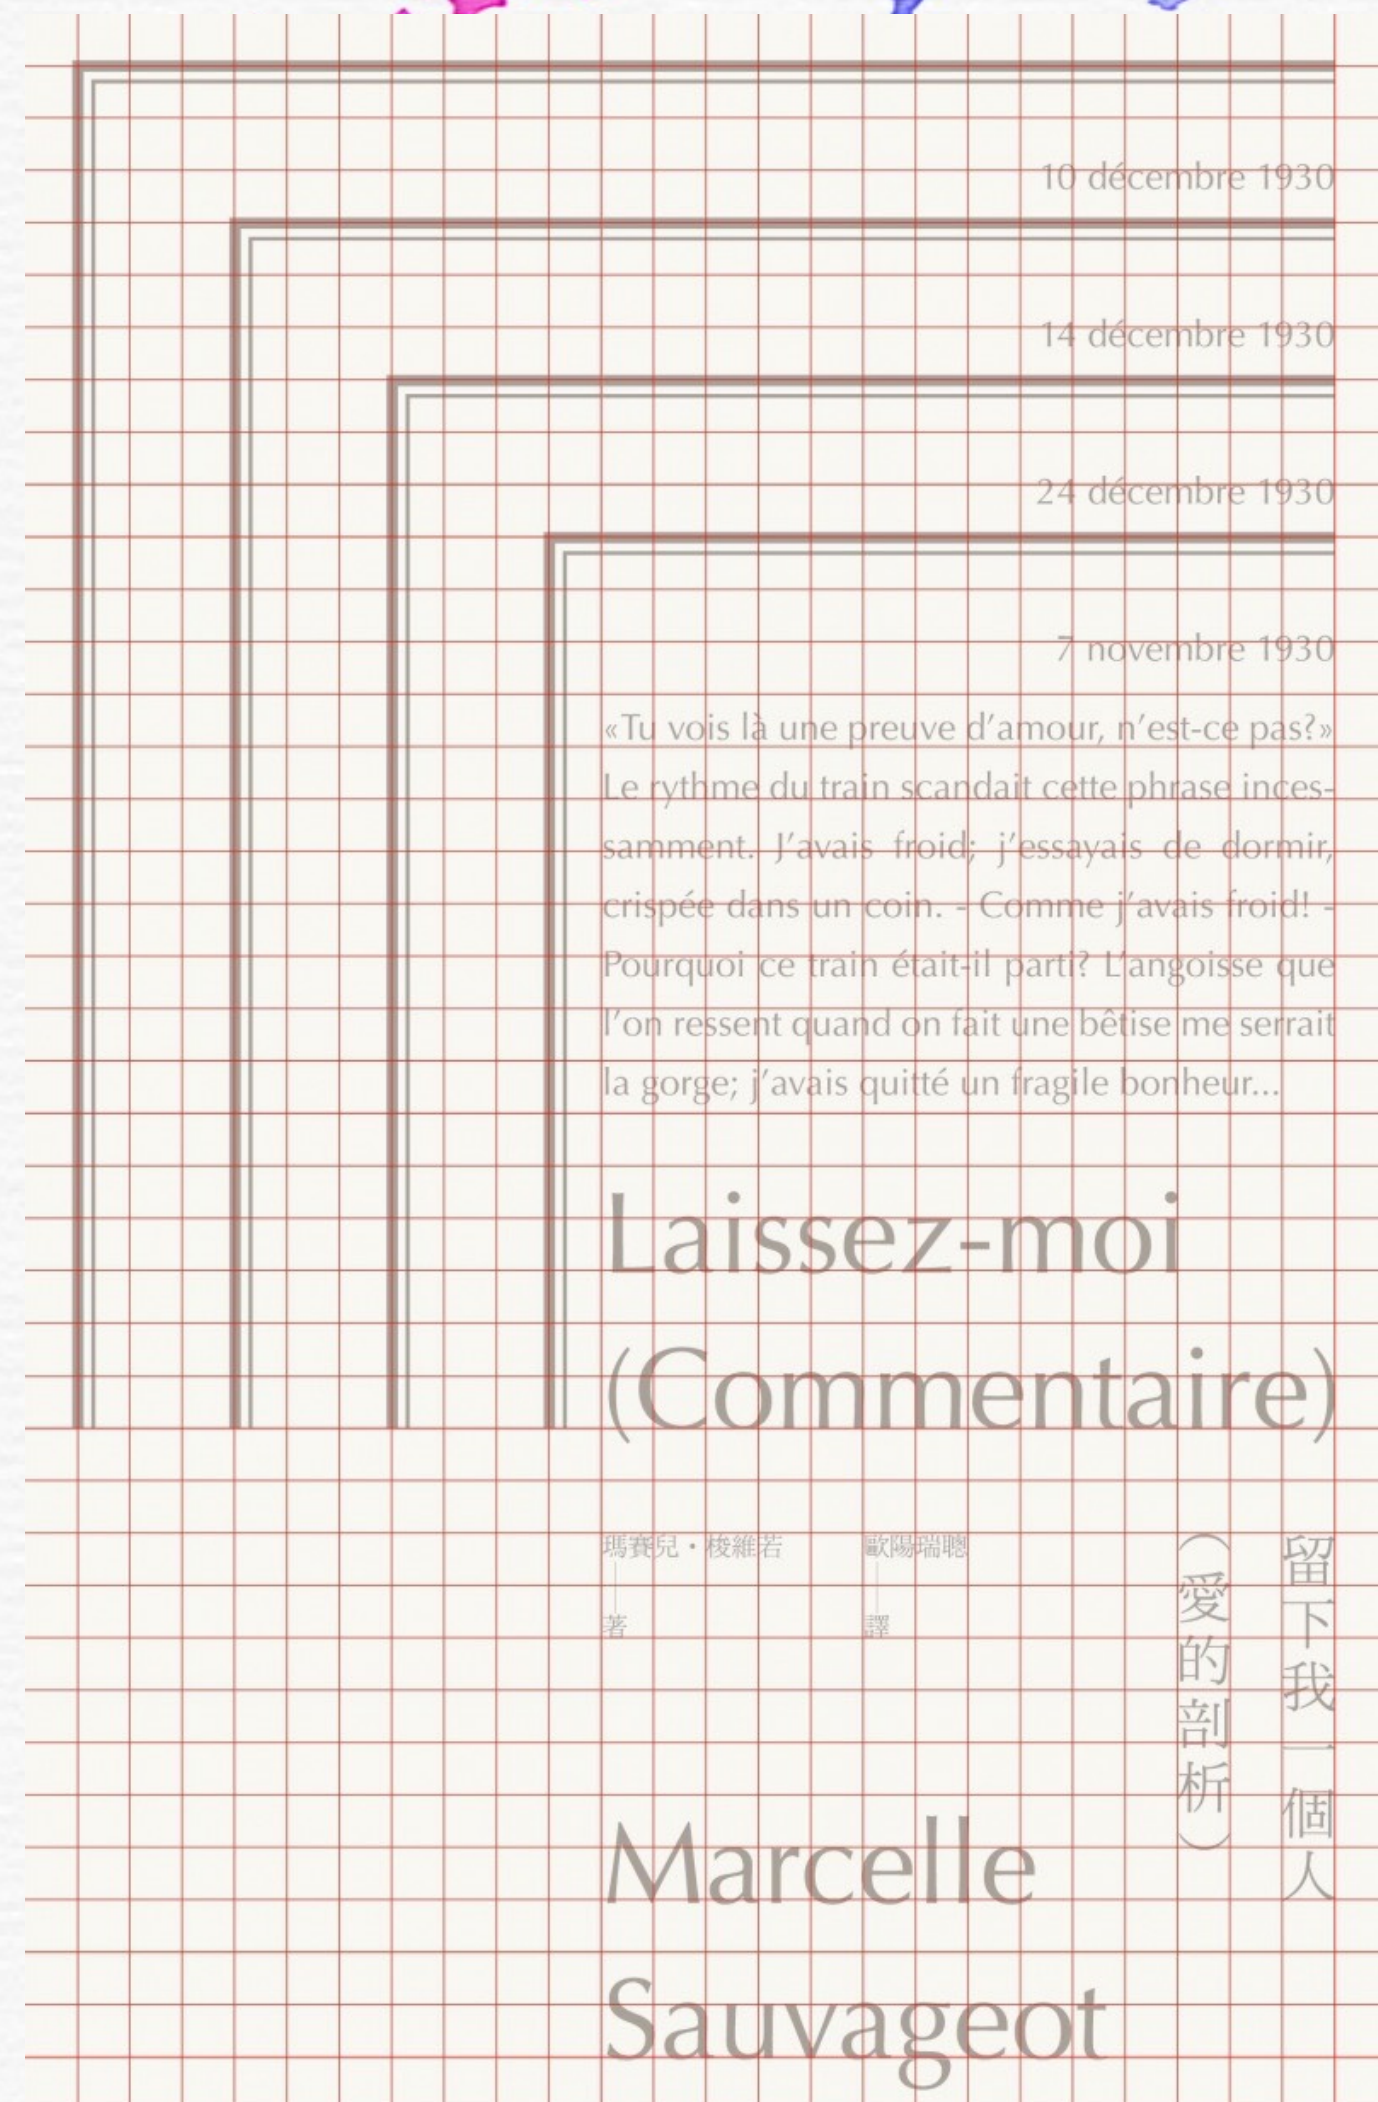 10 décembre 1930
14 décembre 1930
24 décembre 1930
7 novembre 1930
«Tu vois là une preuve d’amour, n’est-ce pas?»
Le rythme du train scandait cette phrase inces-
samment. J’avais froid; j’essayais de dormir,
crispée dans un coin. - Comme j’avais froid! -
Pourquoi ce train était-il parti? L’angoisse que
l’on ressent quand on fait une bêtise me serrait
la gorge; j’avais quitté un fragile bonheur...
Laissez-moi
(Commentaire)
留下我一個人
（愛的剖析）
瑪賽兒・梭維若
著
歐陽瑞聰
譯
Marcelle
Sauvageot